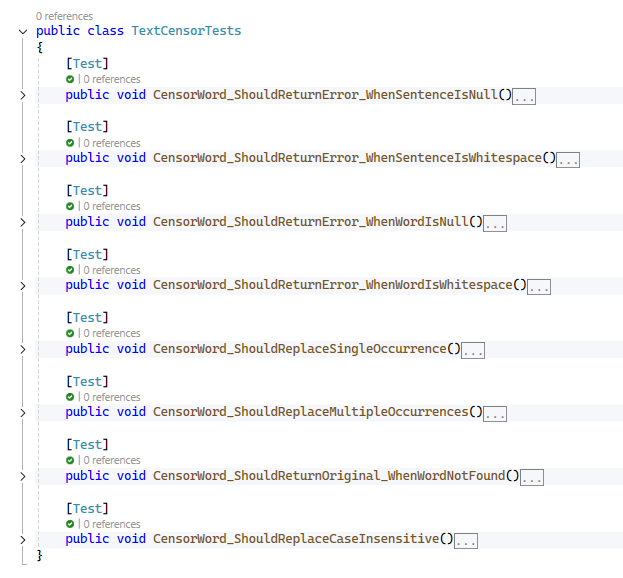 0 references
public class TextCensorTests
{
[Test]
| 0 references
public void CensorWord_ShouldReturnError_WhenSentenceIsNull()...
[Test]
| 0 references
public void CensorWord_ShouldReturnError_WhenSentenceIsWhitespace()...
[Test]
| 0 references
public void CensorWord_ShouldReturnError_WhenWordIsNull()...
[Test]
| 0 references
public void CensorWord_ShouldReturnError_WhenWordIsWhitespace()...
[Test]
| 0 references
public void CensorWord_ShouldReplaceSingleOccurrence()...
[Test]
| 0 references
public void CensorWord_ShouldReplaceMultipleOccurrences()...
[Test]
| 0 references
public void CensorWord_ShouldReturnOriginal_WhenWordNotFound()...
[Test]
| 0 references
public void CensorWord_ShouldReplaceCaseInsensitive()...
}